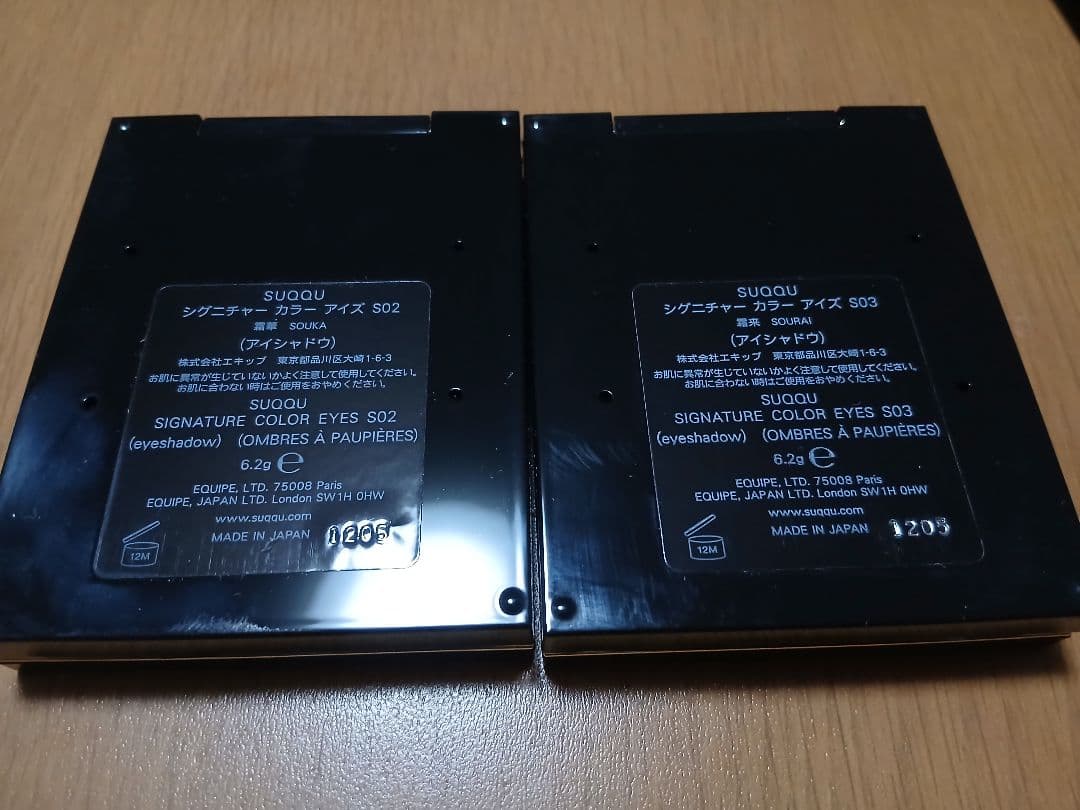 SUQQU
シグニチャー カラー アイズ S02
霜華 SOUKA
(アイシャドウ)
株式会社エキップ 東京都品川区大崎1-6-3
お肌に異常が生じていないかよく注意して使用してください。
お肌に合わない時はご使用をおやめください。
SUQQU
SIGNATURE COLOR EYES S02
(eyeshadow) (OMBRES À PAUPIÈRES)
6.2g ℮
EQUIPE, LTD. 75008 Paris
EQUIPE, JAPAN LTD. London SW1H 0HW
www.suqqu.com
MADE IN JAPAN 1205
12M
SUQQU
シグニチャー カラー アイズ S03
霜来 SOURAI
(アイシャドウ)
株式会社エキップ 東京都品川区大崎1-6-3
お肌に異常が生じていないかよく注意して使用してください。
お肌に合わない時はご使用をおやめください。
SUQQU
SIGNATURE COLOR EYES S03
(eyeshadow) (OMBRES À PAUPIÈRES)
6.2g ℮
EQUIPE, LTD. 75008 Paris
EQUIPE, JAPAN LTD. London SW1H 0HW
www.suqqu.com
MADE IN JAPAN 1205
12M